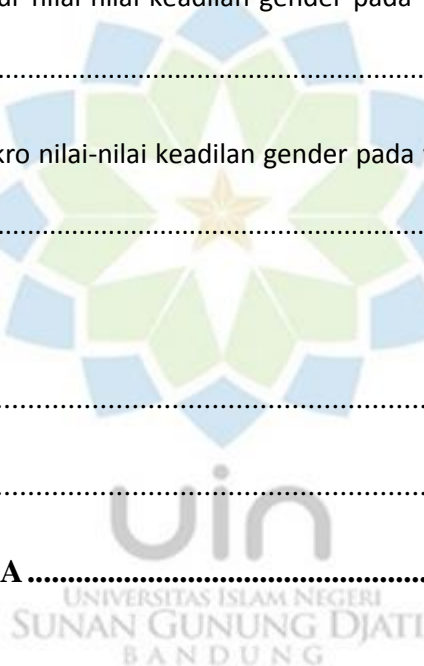 nilai-nilai keadilan gender pada
................................................................
kro nilai-nilai keadilan gender pada
................................................................
................................................................
................................................................
uin
A ................................................................
UNIVERSITAS ISLAM NEGERI
SUNAN GUNUNG DJATI
BANDUNG